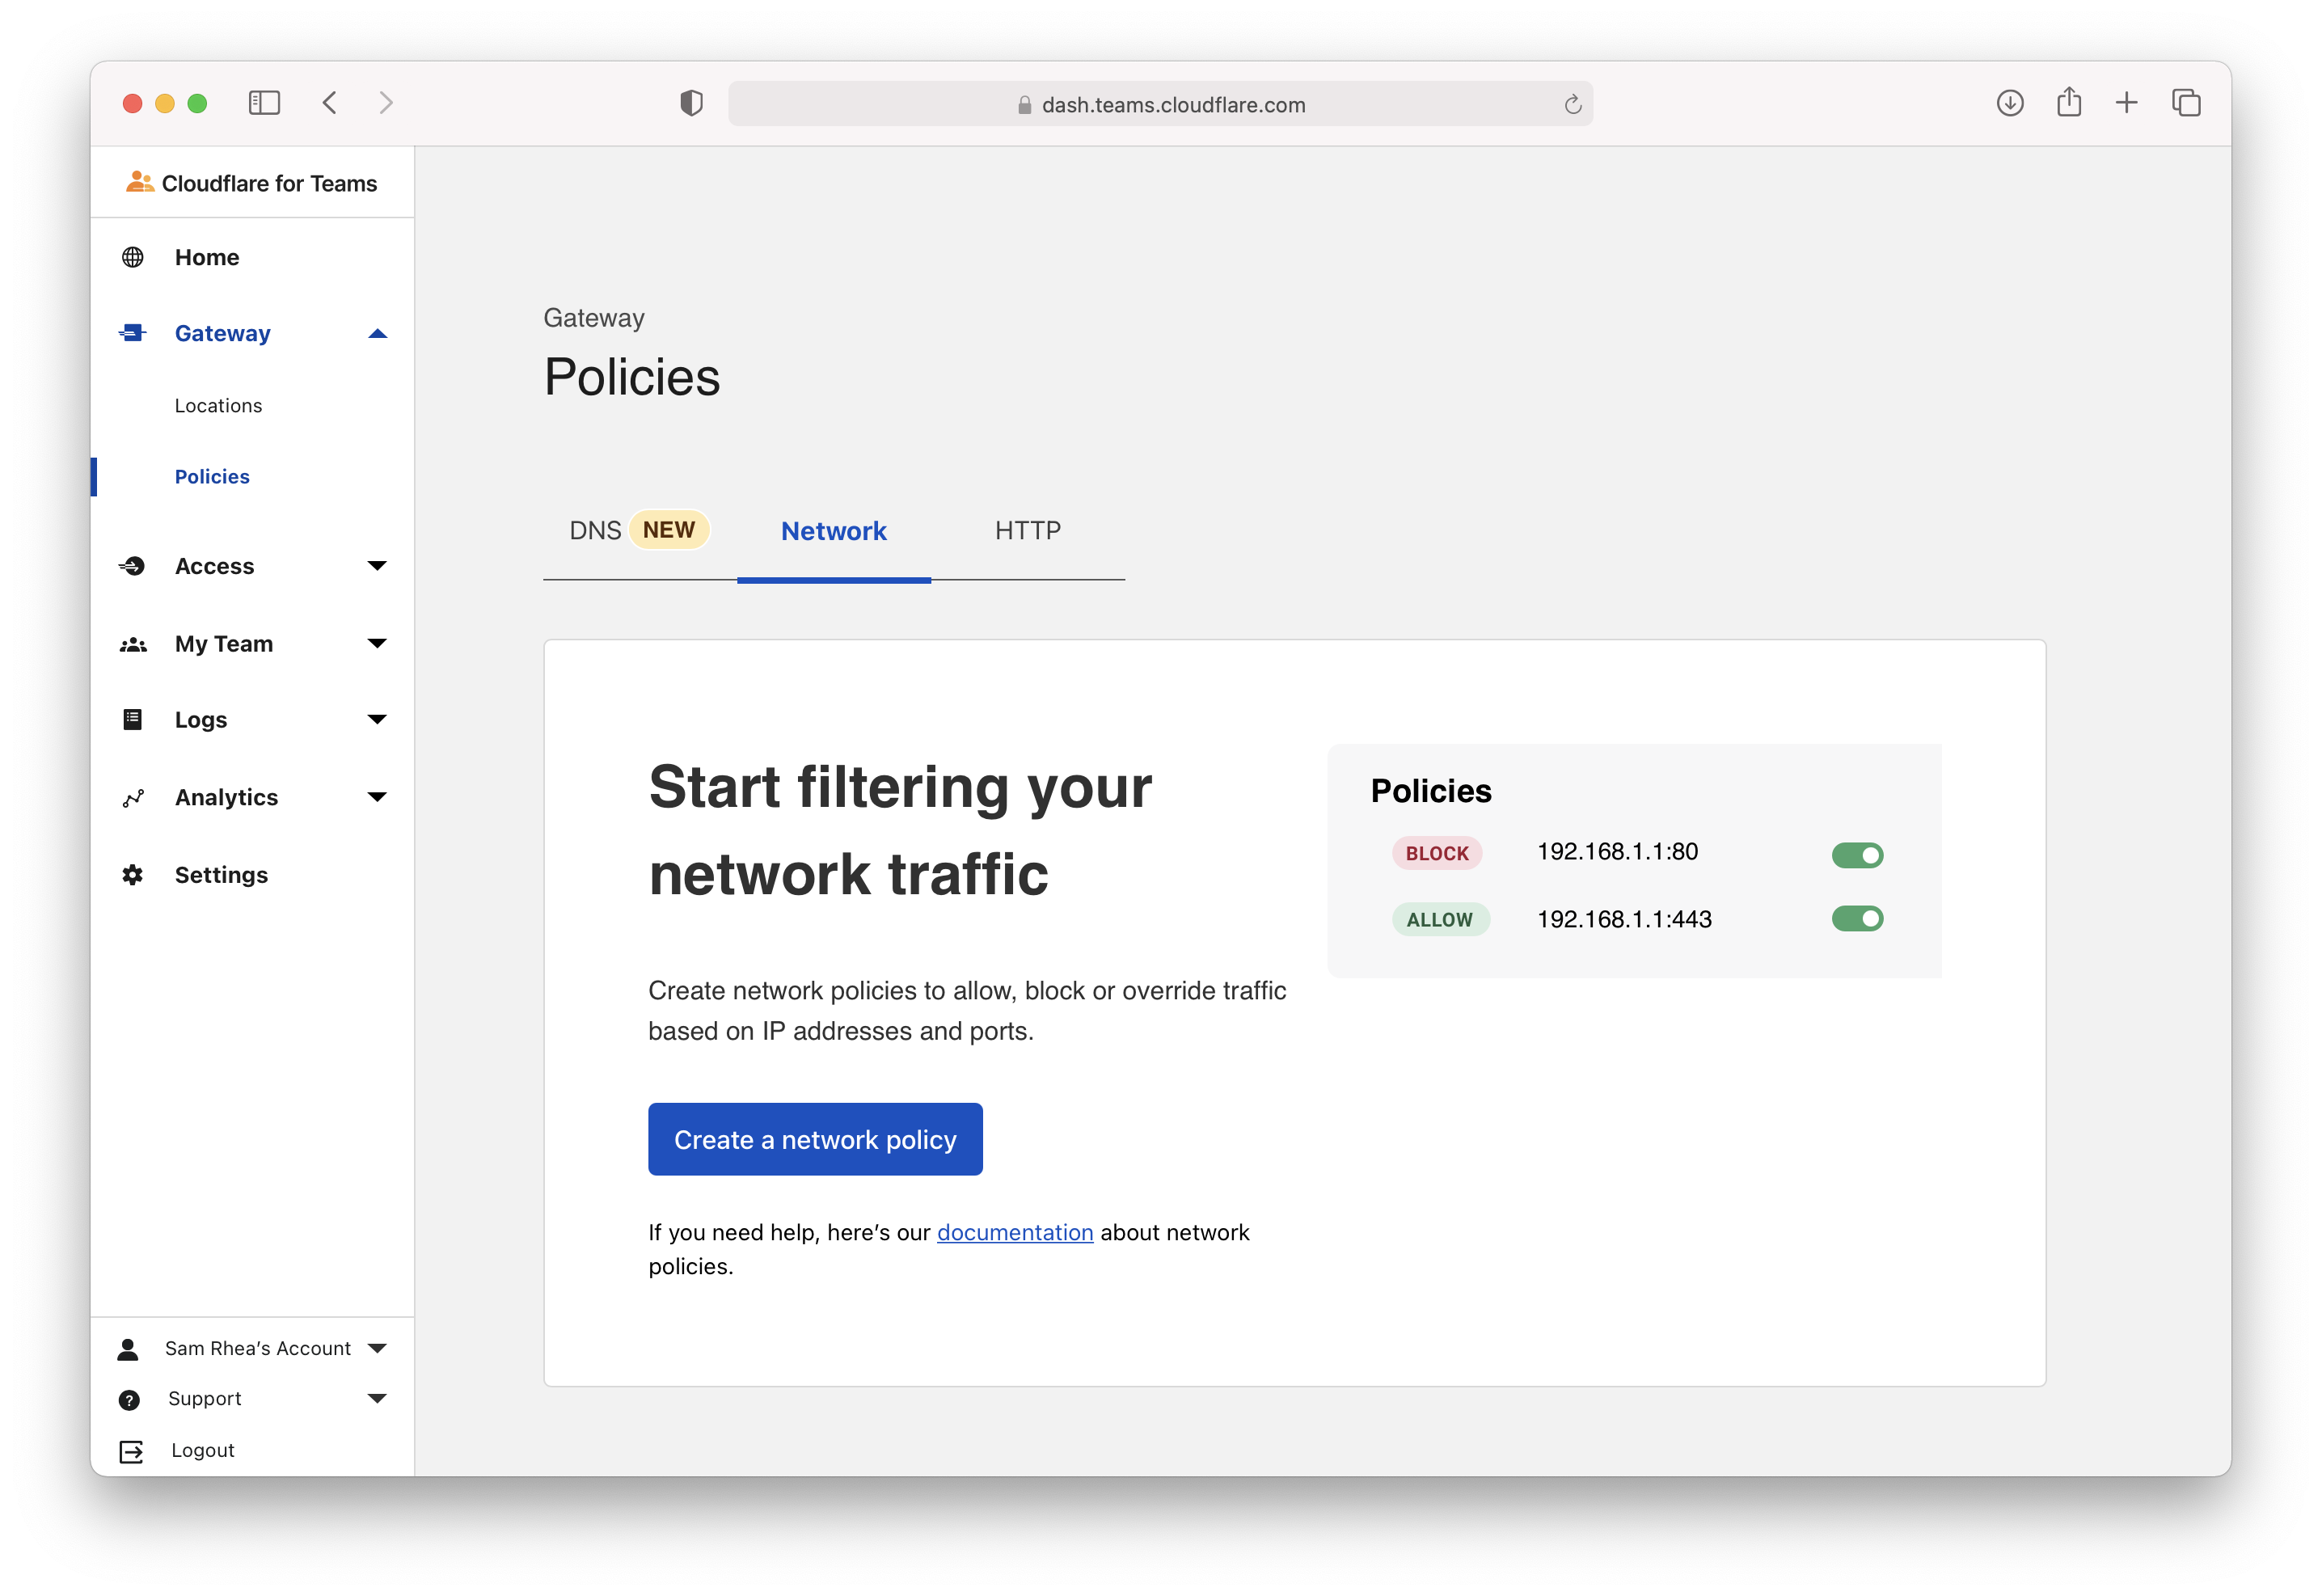 dash.teams.cloudflare.com
Cloudflare for Teams
Home
Gateway
Locations
Policies
Access
My Team
Logs
Analytics
Settings
Sam Rhea's Account
Support
Logout
Gateway
Policies
DNS NEW Network HTTP
Start filtering your
network traffic
Create network policies to allow, block or override traffic
based on IP addresses and ports.
Create a network policy
If you need help, here's our documentation about network
policies.
Policies
BLOCK 192.168.1.1:80
ALLOW 192.168.1.1:443